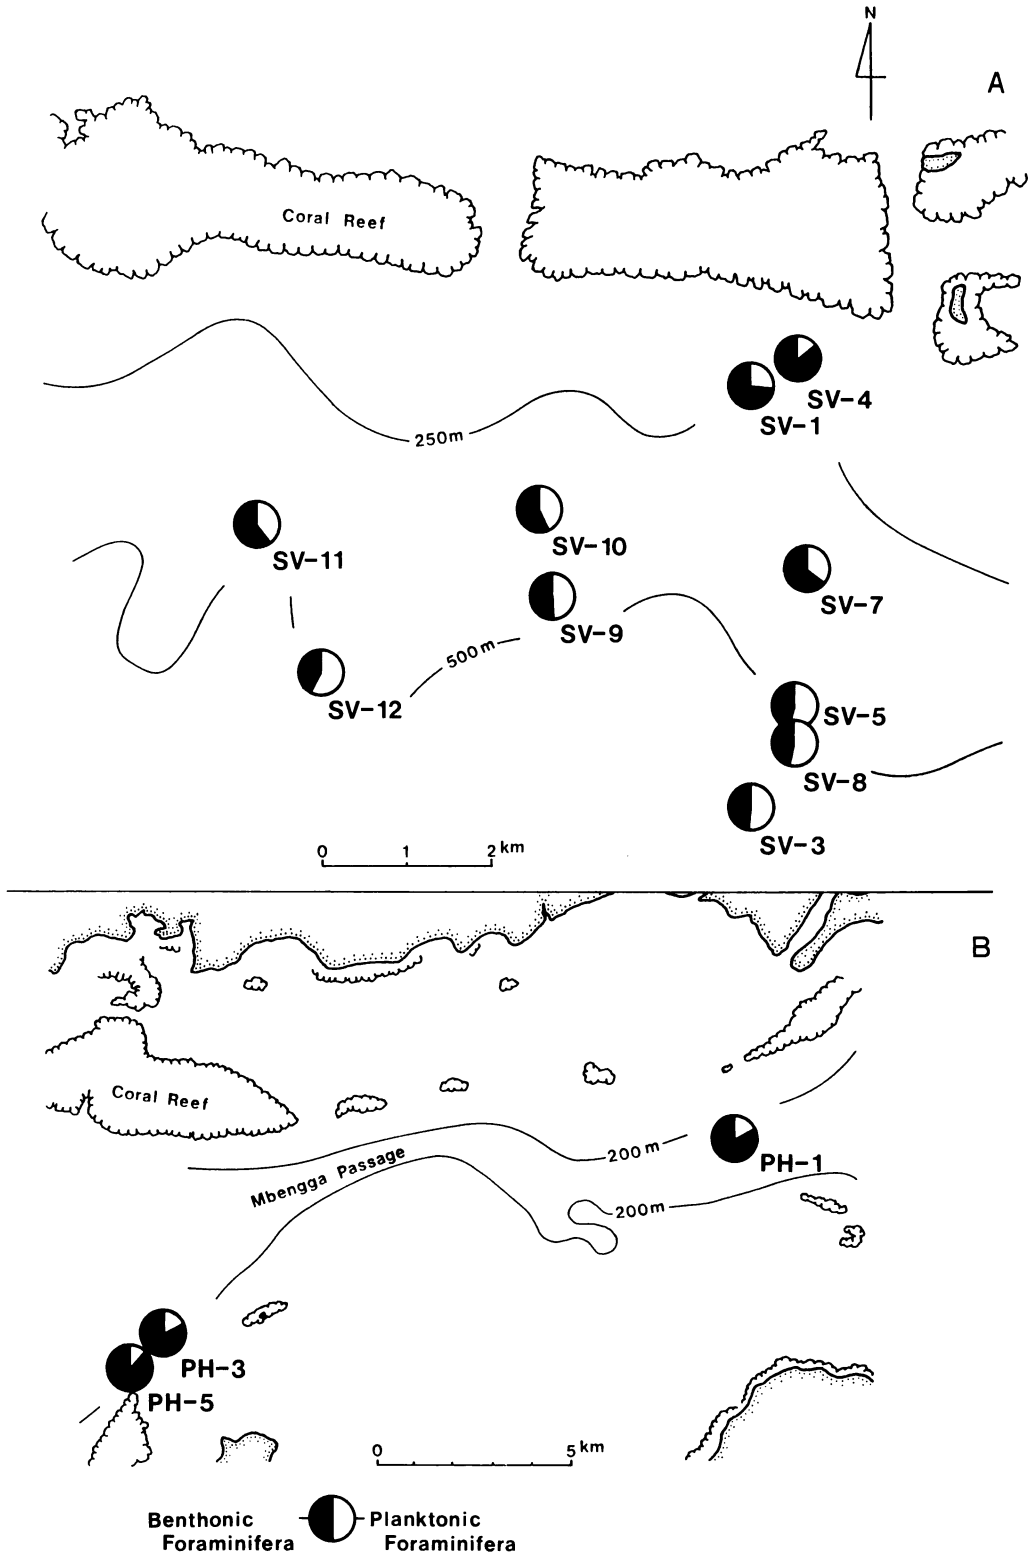 N
A
Coral Reef
SV-4
SV-1
250m
SV-10
SV-11
SV-7
SV-9
500m
SV-12
SV-5
SV-8
SV-3
0 1 2 km
B
Coral Reef
200m
PH-1
Mbengga Passage
200m
PH-3
PH-5
0 5 km
Benthonic Foraminifera
Planktonic Foraminifera